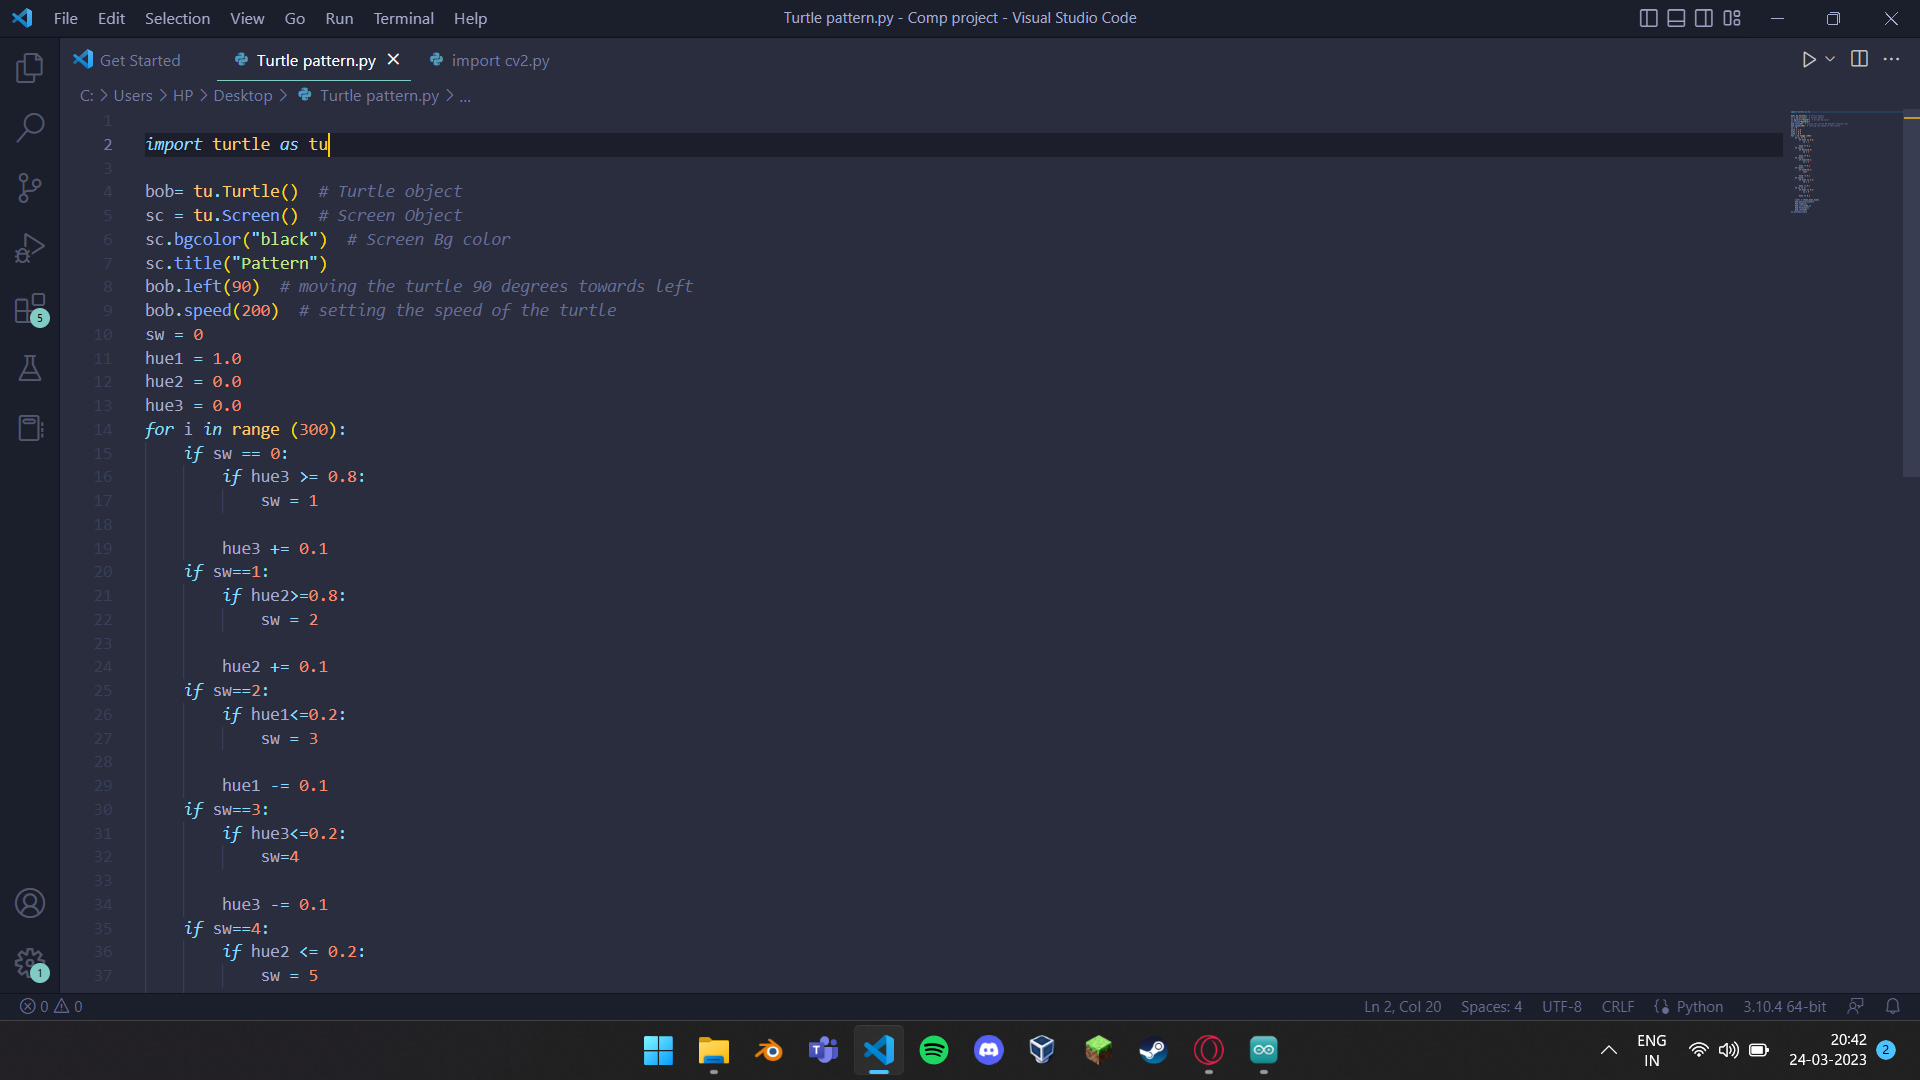 File Edit Selection View Go Run Terminal Help
Turtle pattern.py - Comp project - Visual Studio Code
Get Started Turtle pattern.py import cv2.py
C: > Users > HP > Desktop > Turtle pattern.py > ...
1
2 import turtle as tu
3
4 bob= tu.Turtle()  # Turtle object
5 sc = tu.Screen()  # Screen Object
6 sc.bgcolor("black")  # Screen Bg color
7 sc.title("Pattern")
8 bob.left(90)  # moving the turtle 90 degrees towards left
9 bob.speed(200)  # setting the speed of the turtle
10 sw = 0
11 hue1 = 1.0
12 hue2 = 0.0
13 hue3 = 0.0
14 for i in range (300):
15     if sw == 0:
16         if hue3 >= 0.8:
17             sw = 1
18
19         hue3 += 0.1
20     if sw==1:
21         if hue2>=0.8:
22             sw = 2
23
24         hue2 += 0.1
25     if sw==2:
26         if hue1<=0.2:
27             sw = 3
28
29         hue1 -= 0.1
30     if sw==3:
31         if hue3<=0.2:
32             sw=4
33
34         hue3 -= 0.1
35     if sw==4:
36         if hue2 <= 0.2:
37             sw = 5
5
1
0 0
Ln 2, Col 20 Spaces: 4 UTF-8 CRLF Python 3.10.4 64-bit
ENG
IN
20:42
24-03-2023
2